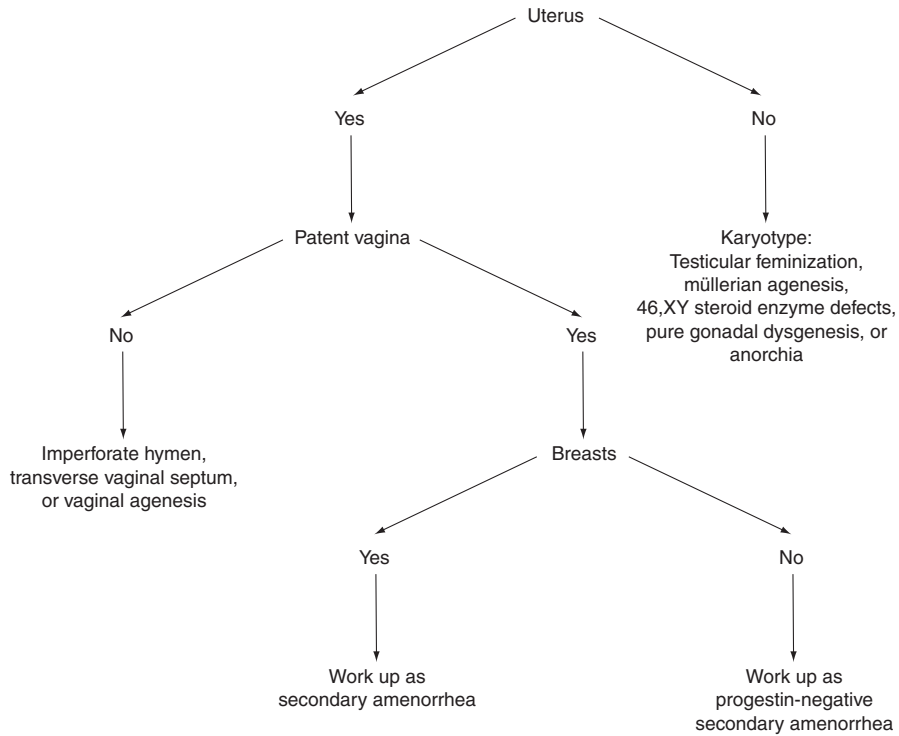 Uterus
Yes
No
Patent vagina
Karyotype:
Testicular feminization,
müllerian agenesis,
46,XY steroid enzyme defects,
pure gonadal dysgenesis, or
anorchia
No
Yes
Imperforate hymen,
transverse vaginal septum,
or vaginal agenesis
Breasts
Yes
No
Work up as
secondary amenorrhea
Work up as
progestin-negative
secondary amenorrhea